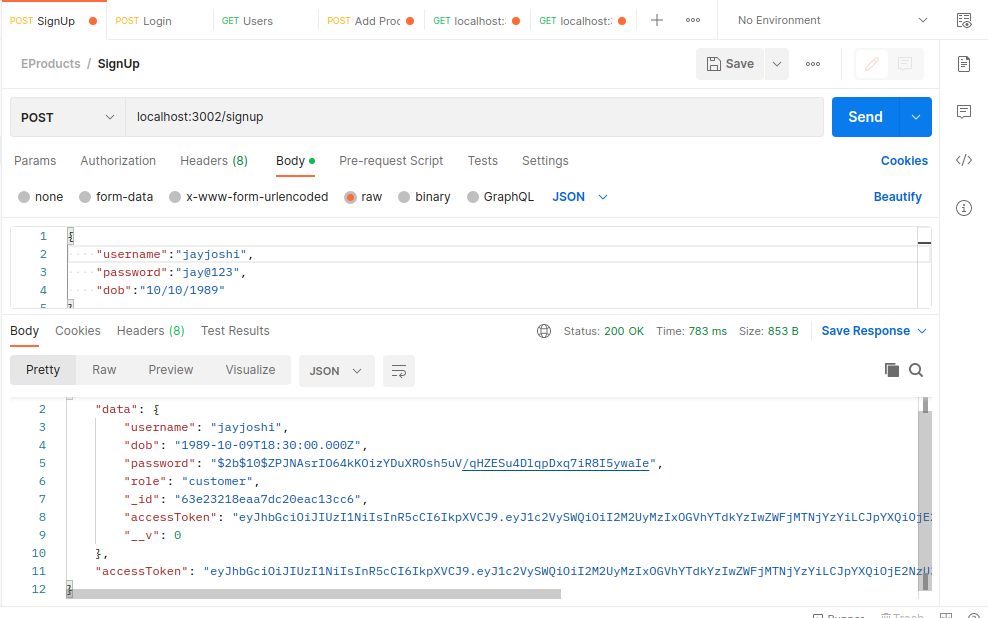 POST SignUp POST Login GET Users POST Add Proc GET localhost: GET localhost: No Environment
EProducts / SignUp Save
POST localhost:3002/signup Send
Params Authorization Headers (8) Body Pre-request Script Tests Settings Cookies
none form-data x-www-form-urlencoded raw binary GraphQL JSON Beautify
1 {
2 "username":"jayjoshi",
3 "password":"jay@123",
4 "dob":"10/10/1989"
5 }
Body Cookies Headers (8) Test Results Status: 200 OK Time: 783 ms Size: 853 B Save Response
Pretty Raw Preview Visualize JSON
2 "data": {
3 "username": "jayjoshi",
4 "dob": "1989-10-09T18:30:00.000Z",
5 "password": "$2b$10$ZPJNAsrIO64kKOizYDuXROsh5uV/qHZESu4DlqpDxq7iR8I5ywaIe",
6 "role": "customer",
7 "_id": "63e23218eaa7dc20eac13cc6",
8 "accessToken": "eyJhbGciOiJIUzI1NiIsInR5cCI6IkpXVCJ9.eyJ1c2VySWQiOiI2M2UyMzIxOGVhYTdkYzIwZWFjMTNjYzYiLCJpYXQiOjE2
9 "__v": 0
10 },
11 "accessToken": "eyJhbGciOiJIUzI1NiIsInR5cCI6IkpXVCJ9.eyJ1c2VySWQiOiI2M2UyMzIxOGVhYTdkYzIwZWFjMTNjYzYiLCJpYXQiOjE2NzU
12 }
Runner Trash